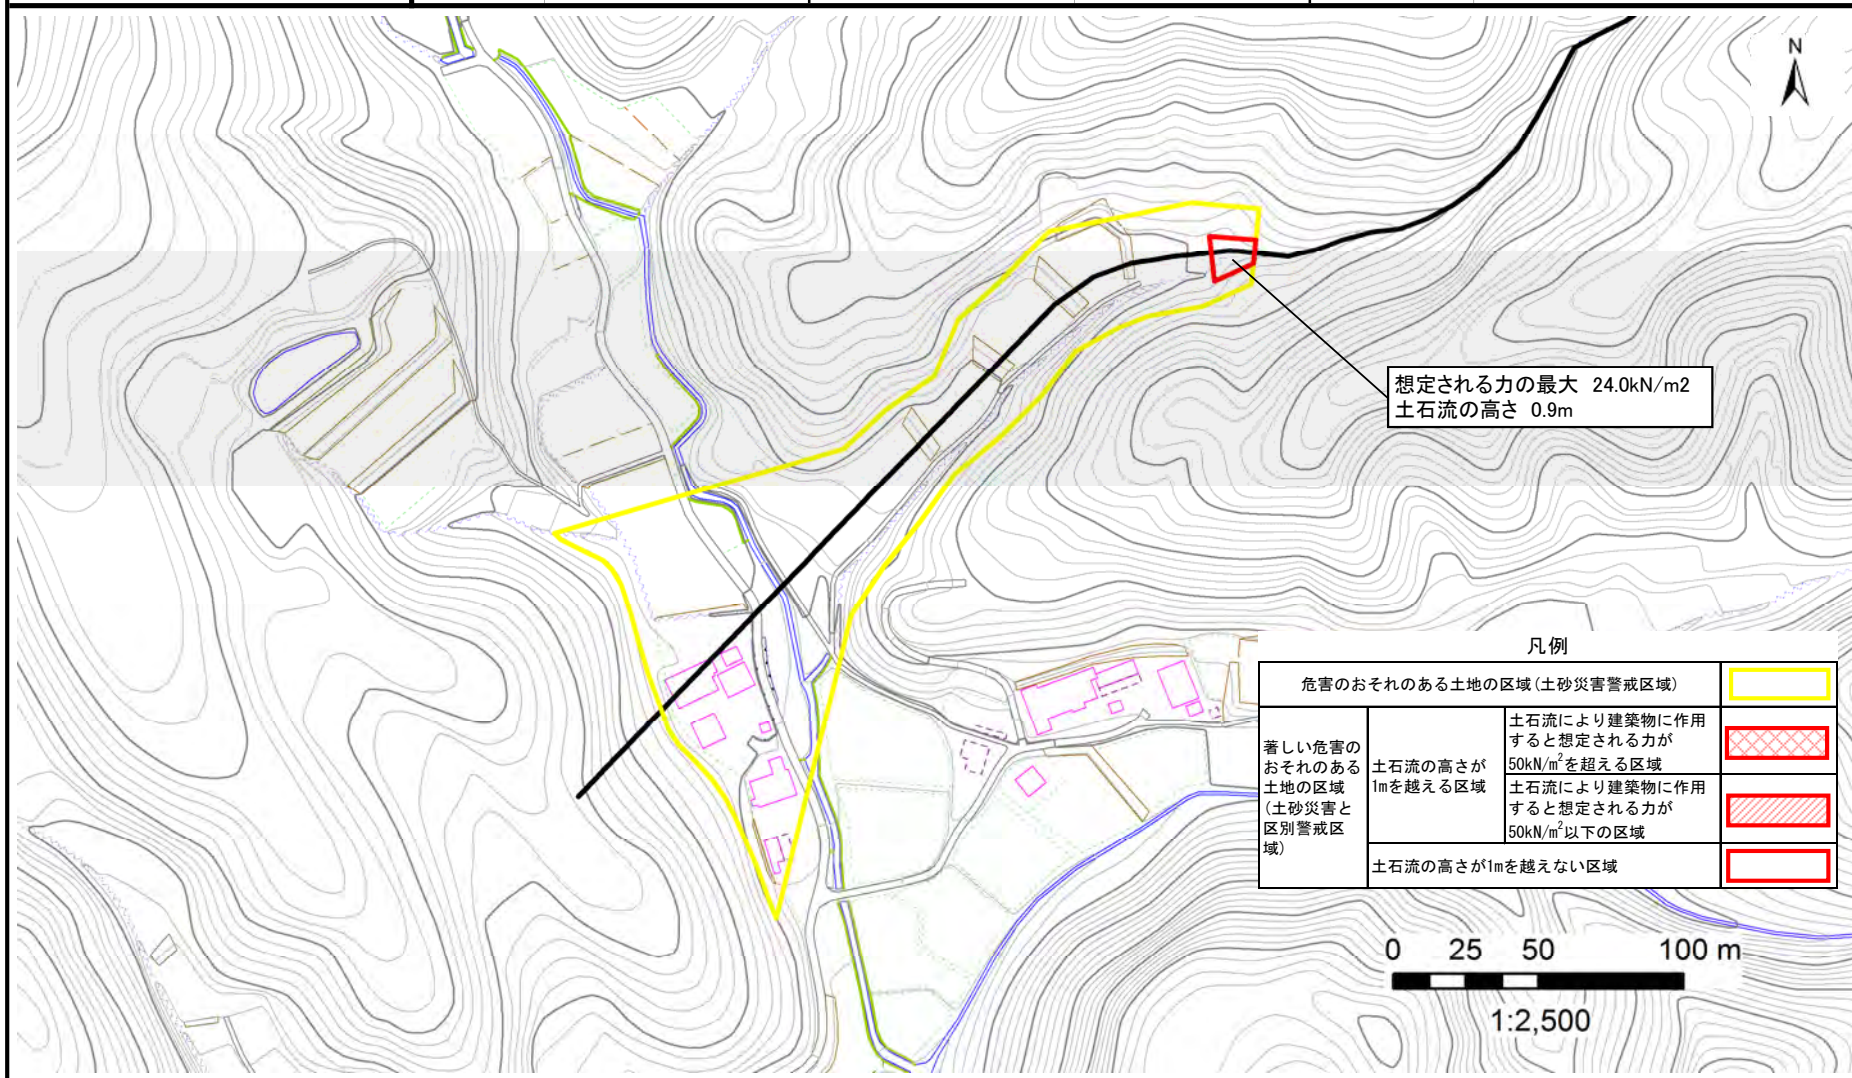 N
想定される力の最大 24.0kN/m2
土石流の高さ 0.9m
凡例
危害のおそれのある土地の区域(土砂災害警戒区域)
著しい危害の
おそれのある
土地の区域
(土砂災害と
区別警戒区
域)
土石流の高さが
1mを越える区域
土石流により建築物に作用
すると想定される力が
50kN/m²を超える区域
土石流により建築物に作用
すると想定される力が
50kN/m²以下の区域
土石流の高さが1mを越えない区域
0 25 50 100 m
1:2,500